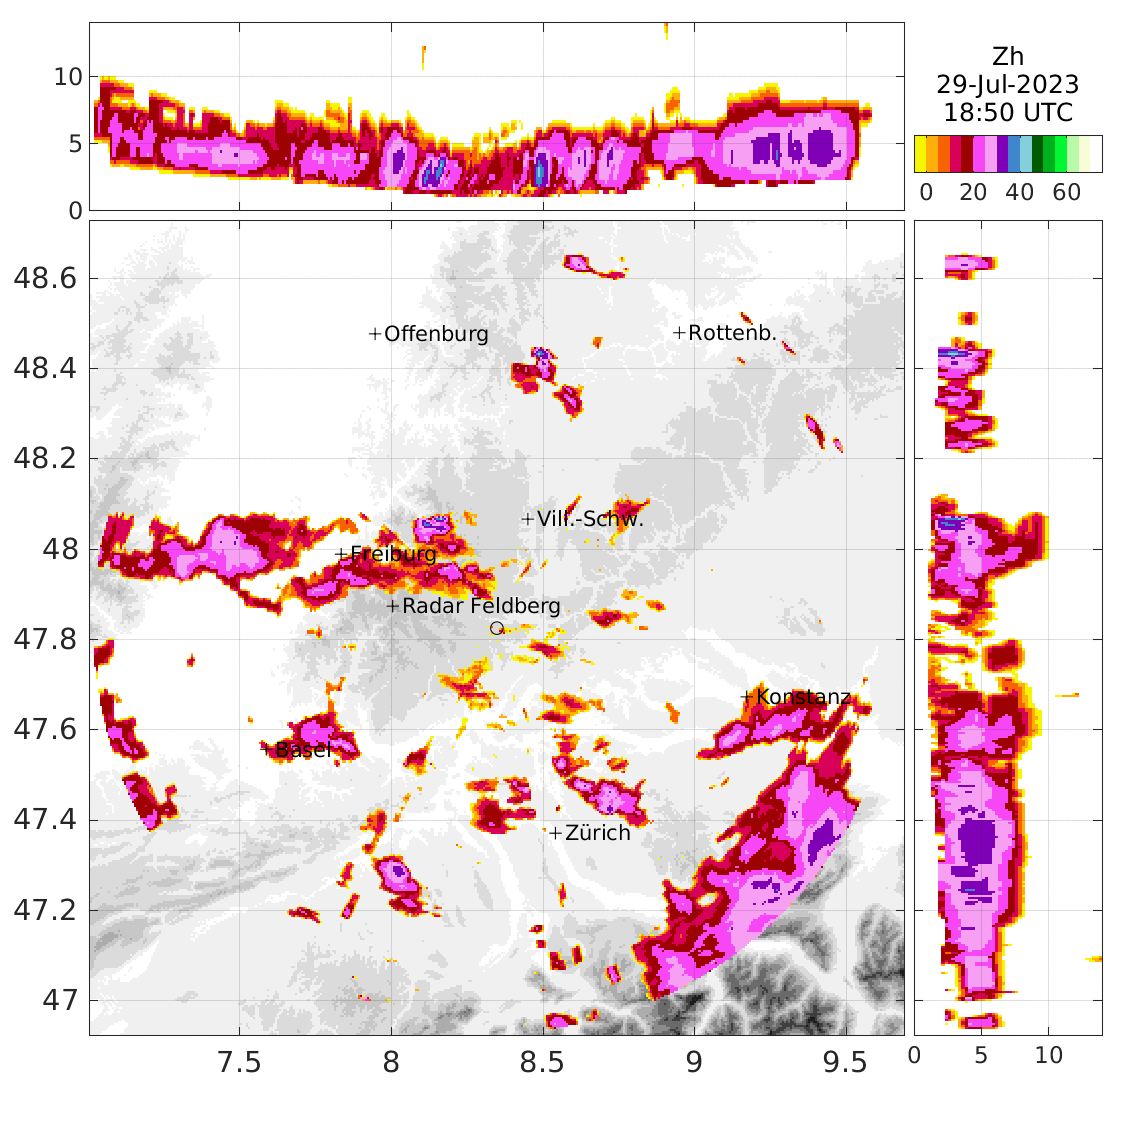 10
5
0
Zh
29-Jul-2023
18:50 UTC
0 20 40 60
48.6
48.4
48.2
48
47.8
47.6
47.4
47.2
47
+Offenburg
+Rottenb.
+Vill.-Schw.
+Freiburg
+Radar Feldberg
+Konstanz
+Basel
+Zürich
7.5 8 8.5 9 9.5
0 5 10